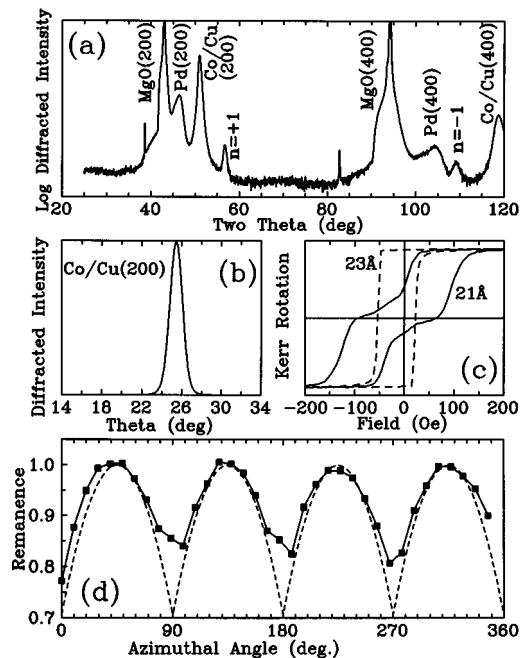 (a)
Log Diffracted Intensity
MgO(200)
Pd(200)
Co/Cu
(200)
n=+1
MgO(400)
Pd(400)
n=-1
Co/Cu(400)
20 40 60 80 100 120
Two Theta (deg)
(b)
Diffracted Intensity
Co/Cu(200)
14 18 22 26 30 34
Theta (deg)
(c)
Kerr Rotation
23Å
21Å
-200 -100 0 100 200
Field (Oe)
(d)
Remanence
1.0
0.9
0.8
0.7
0 90 180 270 360
Azimuthal Angle (deg.)